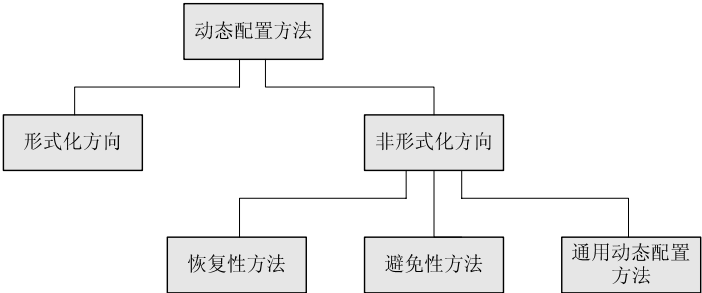 动态配置方法
形式化方向
非形式化方向
恢复性方法
避免性方法
通用动态配置
方法